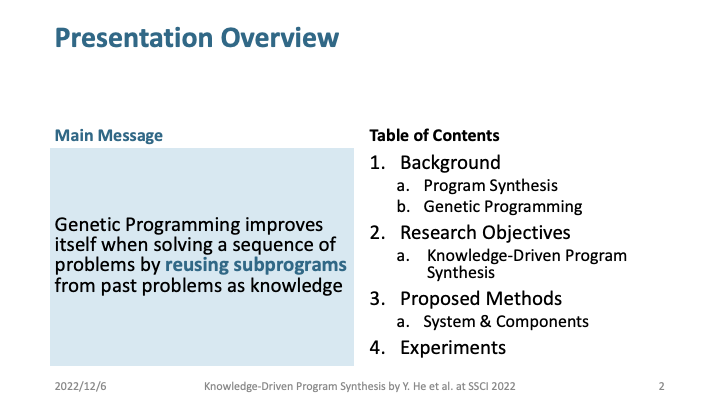 Presentation Overview
Main Message
Genetic Programming improves
itself when solving a sequence of
problems by reusing subprograms
from past problems as knowledge
Table of Contents
1. Background
a. Program Synthesis
b. Genetic Programming
2. Research Objectives
a. Knowledge-Driven Program
Synthesis
3. Proposed Methods
a. System & Components
4. Experiments
2022/12/6
Knowledge-Driven Program Synthesis by Y. He et al. at SSCI 2022
2